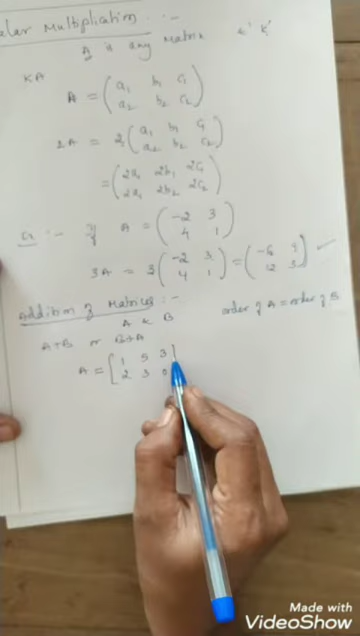 alar Multiplication :-
A is any Matrix & 'K'
KA
A = ( a₁ b₁ c₁
a₂ b₂ c₂ )
2A = 2 ( a₁ b₁ c₁
a₂ b₂ c₂ )
= ( 2a₁ 2b₁ 2c₁
2a₂ 2b₂ 2c₂ )
:- If A = ( -2 3
4 1 )
3A = 3 ( -2 3
4 1 ) = ( -6 9
12 3 ) ✓
Addition of Matrices :-
A & B order of A = order of B
A+B or B+A
A = [ 1 5 3
2 3 0 ]
Made with
VideoShow